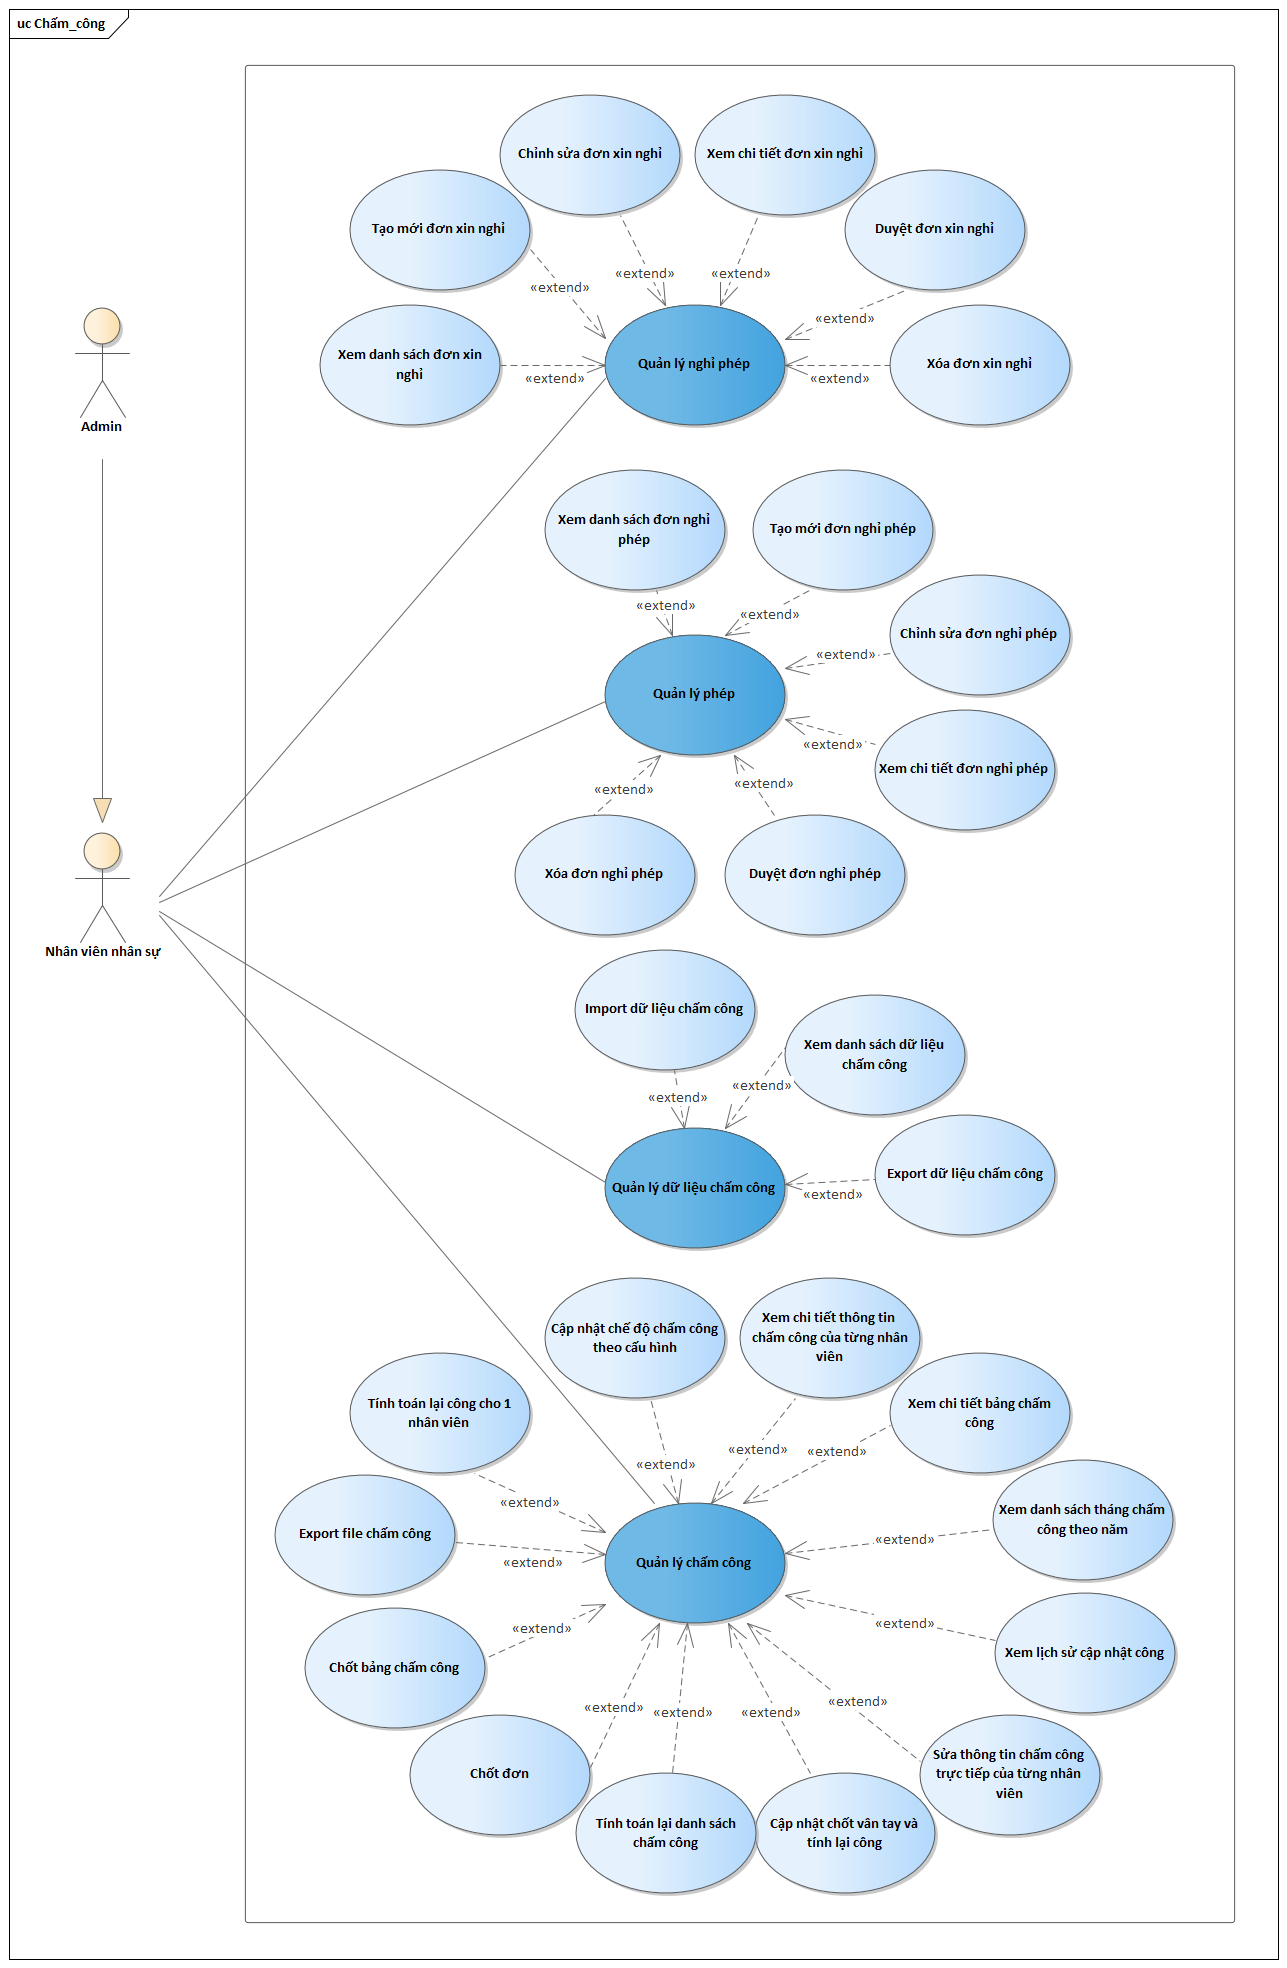 uc Chấm_công
Chỉnh sửa đơn xin nghỉ
Xem chi tiết đơn xin nghỉ
Tạo mới đơn xin nghỉ
Duyệt đơn xin nghỉ
«extend»
«extend»
«extend»
«extend»
Xem danh sách đơn xin
nghỉ
Quản lý nghỉ phép
Xóa đơn xin nghỉ
«extend»
«extend»
Admin
Xem danh sách đơn nghỉ
phép
Tạo mới đơn nghỉ phép
«extend»
«extend»
Chỉnh sửa đơn nghỉ phép
«extend»
Quản lý phép
«extend»
Xem chi tiết đơn nghỉ phép
«extend»
«extend»
Xóa đơn nghỉ phép
Duyệt đơn nghỉ phép
Nhân viên nhân sự
Import dữ liệu chấm công
Xem danh sách dữ liệu
chấm công
«extend»
«extend»
Export dữ liệu chấm công
Quản lý dữ liệu chấm công
«extend»
Cập nhật chế độ chấm công
theo cấu hình
Xem chi tiết thông tin
chấm công của từng nhân
viên
Tính toán lại công cho 1
nhân viên
Xem chi tiết bảng chấm
công
«extend»
«extend»
«extend»
«extend»
Xem danh sách tháng chấm
công theo năm
Export file chấm công
«extend»
«extend»
Quản lý chấm công
«extend»
«extend»
Xem lịch sử cập nhật công
Chốt bảng chấm công
«extend»
«extend»
«extend»
«extend»
Chốt đơn
Sửa thông tin chấm công
trực tiếp của từng nhân
viên
Tính toán lại danh sách
chấm công
Cập nhật chốt vân tay và
tính lại công